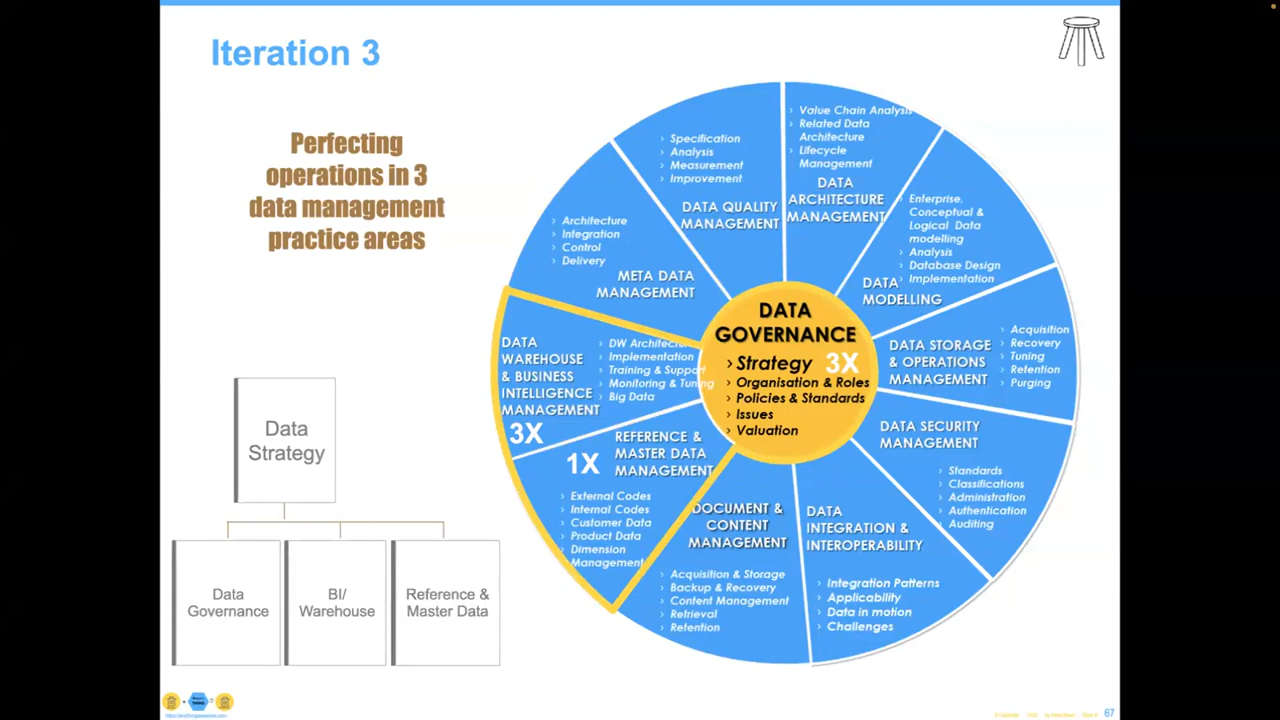 Iteration 3
Perfecting
operations in 3
data management
practice areas
› Specification
› Analysis
› Measurement
› Improvement
DATA QUALITY
MANAGEMENT
› Value Chain Analysis
› Related Data
Architecture
› Lifecycle
Management
DATA
ARCHITECTURE
MANAGEMENT
› Enterprise,
Conceptual &
Logical Data
modelling
› Analysis
› Database Design
› Implementation
DATA
MODELLING
› Architecture
› Integration
› Control
› Delivery
META DATA
MANAGEMENT
DATA
GOVERNANCE
› Strategy 3X
› Organisation & Roles
› Policies & Standards
› Issues
› Valuation
DATA STORAGE
& OPERATIONS
MANAGEMENT
› Acquisition
› Recovery
› Tuning
› Retention
› Purging
DATA
WAREHOUSE
& BUSINESS
INTELLIGENCE
MANAGEMENT
3X
› DW Architecture
› Implementation
› Training & Support
› Monitoring & Tuning
› Big Data
DATA SECURITY
MANAGEMENT
› Standards
› Classifications
› Administration
› Authentication
› Auditing
1X
REFERENCE &
MASTER DATA
MANAGEMENT
› External Codes
› Internal Codes
› Customer Data
› Product Data
› Dimension
Management
DOCUMENT &
CONTENT
MANAGEMENT
› Acquisition & Storage
› Backup & Recovery
› Content Management
› Retrieval
› Retention
DATA
INTEGRATION &
INTEROPERABILITY
› Integration Patterns
› Applicability
› Data in motion
› Challenges
Data
Strategy
Data
Governance
BI/
Warehouse
Reference &
Master Data
67